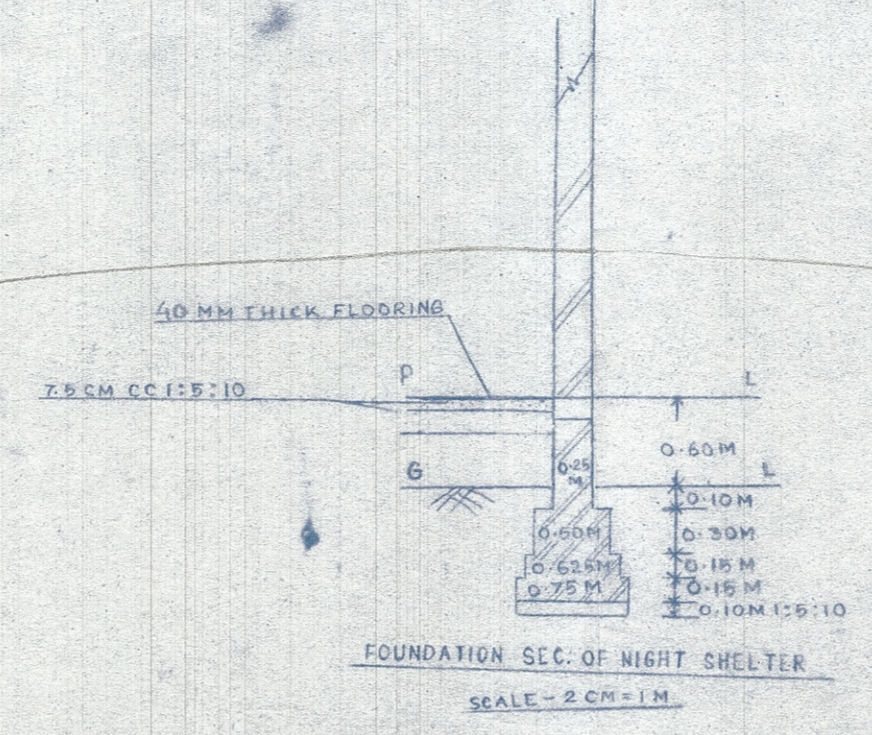 40 MM THICK FLOORING
P L
7.5 CM CC 1:5:10
0.60M
G L
0.25
M
0.10M
0.50M 0.30M
0.625M 0.15M
0.75M 0.15M
0.10M 1:5:10
FOUNDATION SEC. OF NIGHT SHELTER
SCALE - 2 CM = 1 M